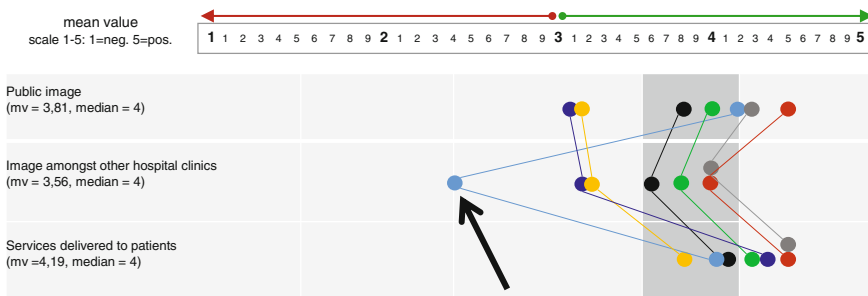 mean value
scale 1-5: 1=neg. 5=pos.
1 1 2 3 4 5 6 7 8 9 2 1 2 3 4 5 6 7 8 9 3 1 2 3 4 5 6 7 8 9 4 1 2 3 4 5 6 7 8 9 5
Public image
(mv = 3,81, median = 4)
Image amongst other hospital clinics
(mv = 3,56, median = 4)
Services delivered to patients
(mv =4,19, median = 4)